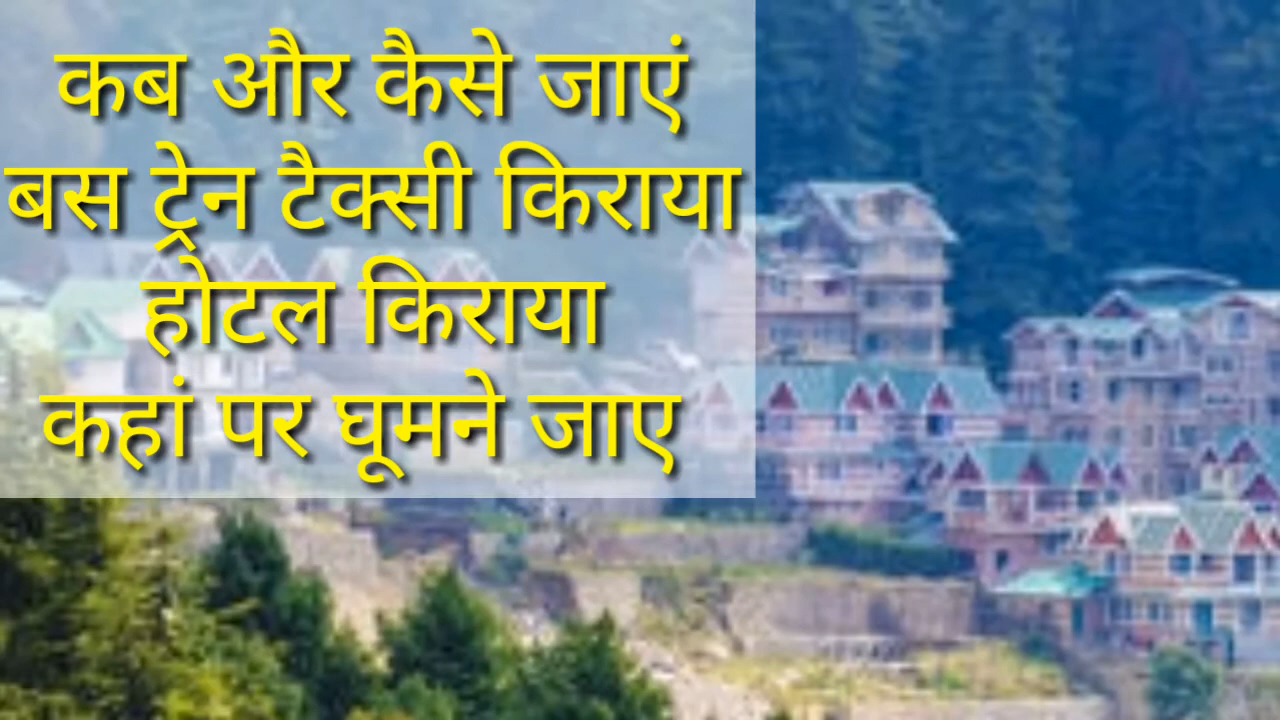 कब और कैसे जाएं
बस ट्रेन टैक्सी किराया
होटल किराया
कहां पर घूमने जाए